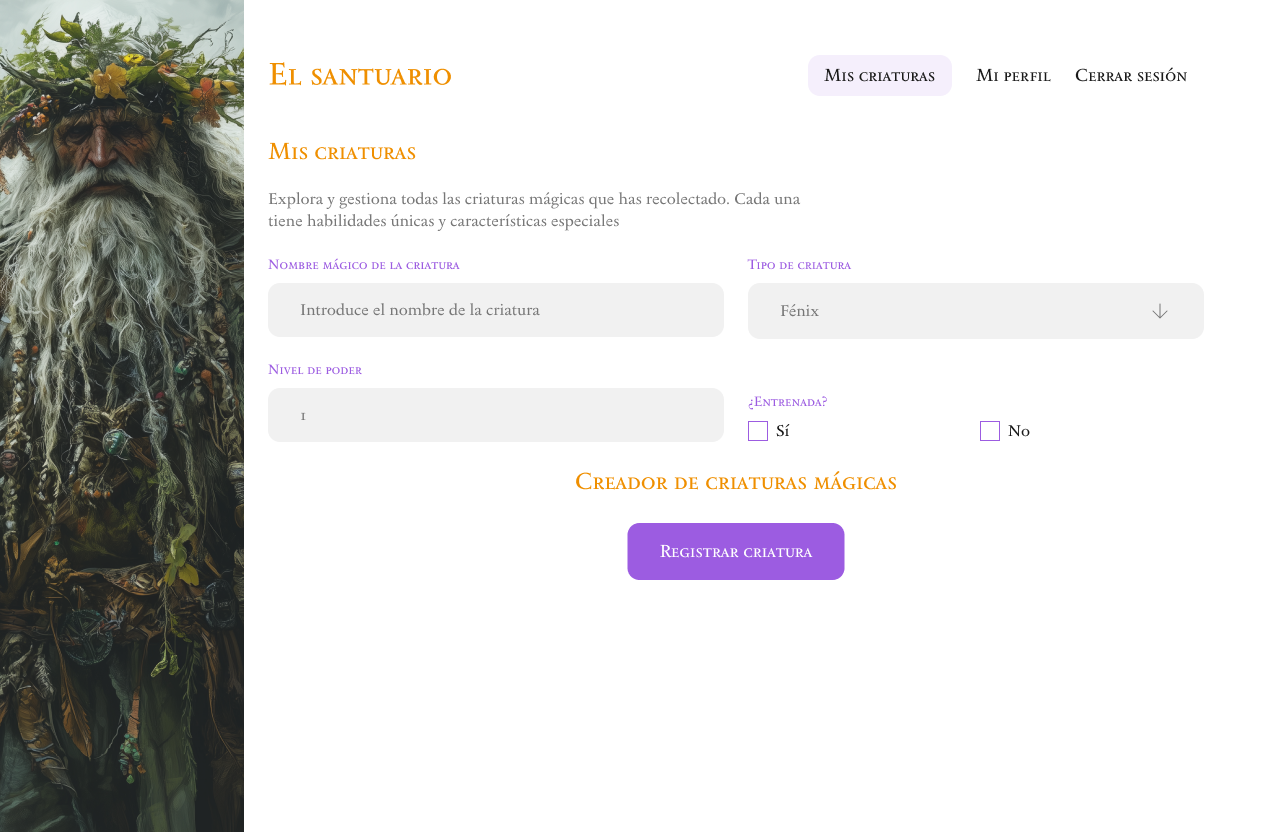 El santuario
Mis criaturas
Mi perfil
Cerrar sesión
Mis criaturas
Explora y gestiona todas las criaturas mágicas que has recolectado. Cada una
tiene habilidades únicas y características especiales
Nombre mágico de la criatura
Tipo de criatura
Introduce el nombre de la criatura
Fénix
Nivel de poder
1
¿Entrenada?
Sí
No
Creador de criaturas mágicas
Registrar criatura